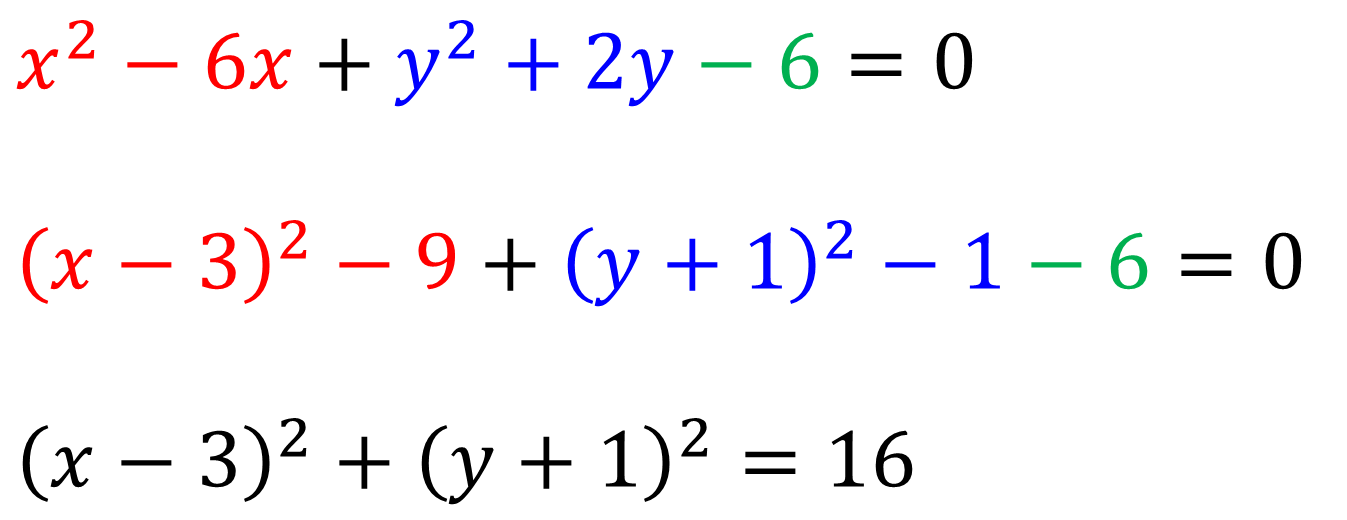 x² − 6x + y² + 2y − 6 = 0
(x − 3)² − 9 + (y + 1)² − 1 − 6 = 0
(x − 3)² + (y + 1)² = 16